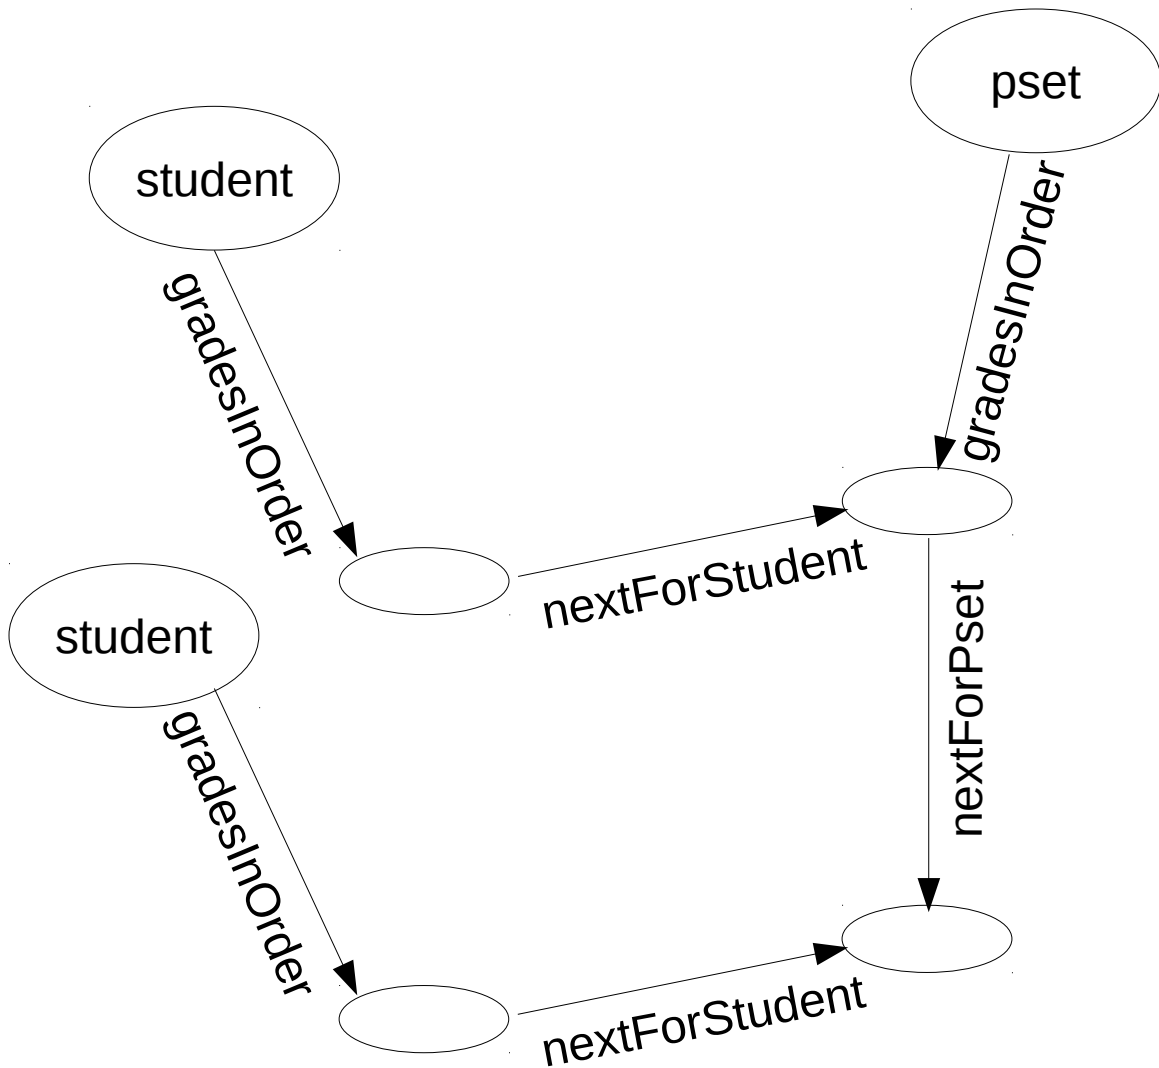 pset
student
gradesInOrder
gradesInOrder
nextForStudent
student
nextForPset
gradesInOrder
nextForStudent